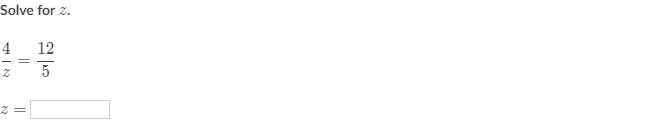 Solve for z.
4/z = 12/5
z =